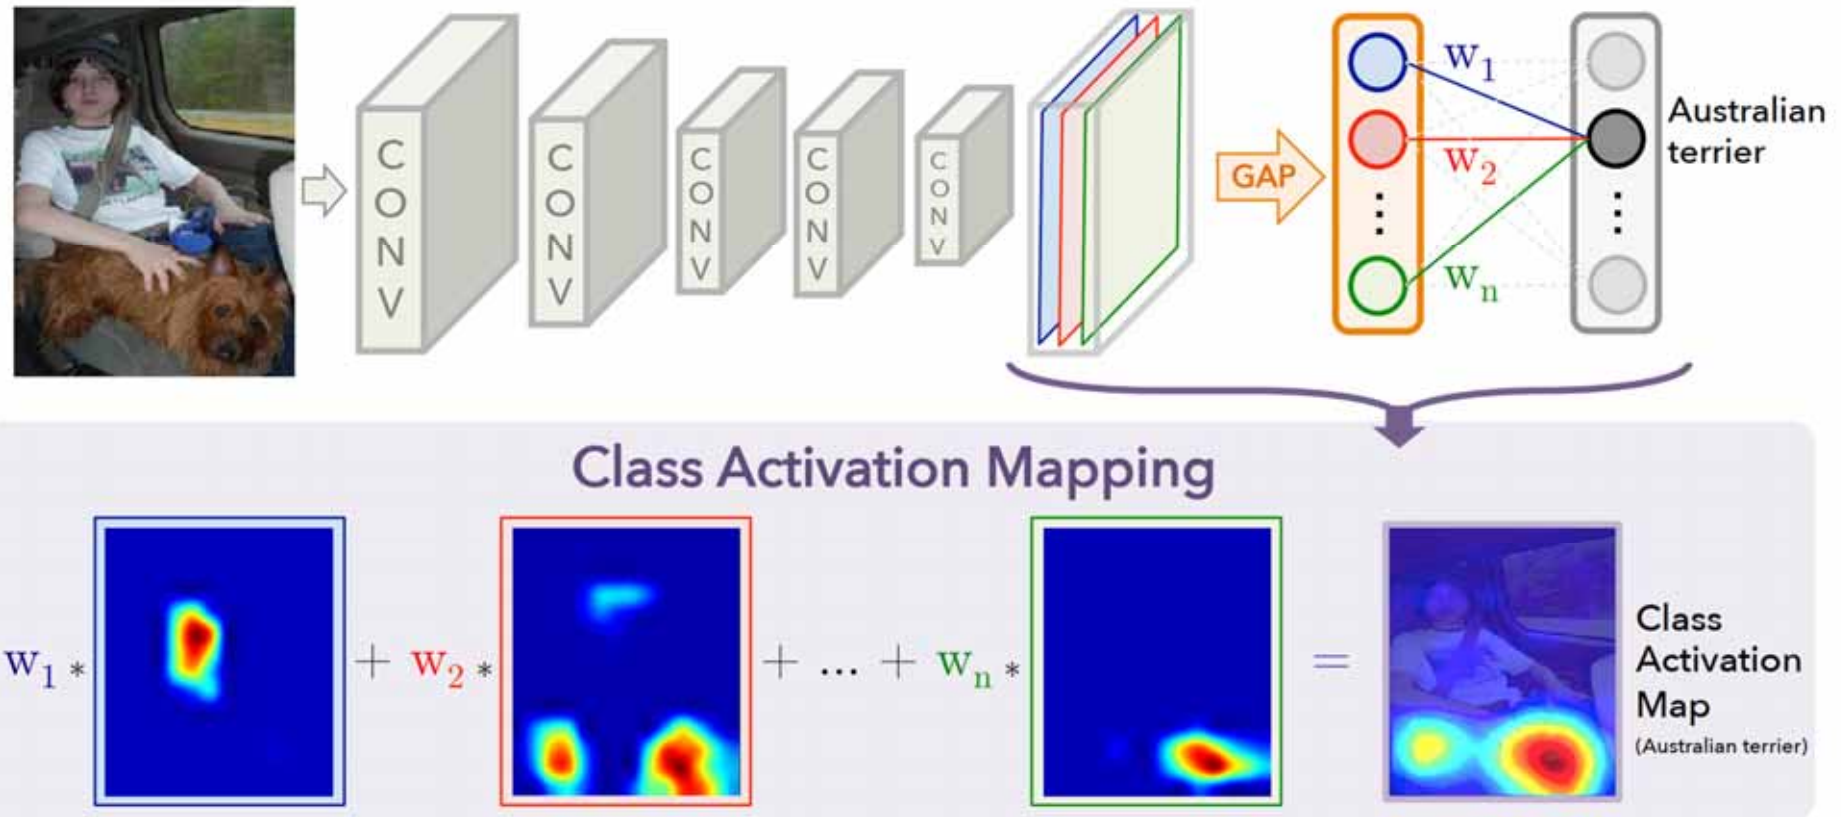 CONV
CONV
CONV
CONV
CONV
GAP
w1
w2
wn
Australian
terrier
Class Activation Mapping
w1 * + w2 * + ... + wn * =
Class
Activation
Map
(Australian terrier)